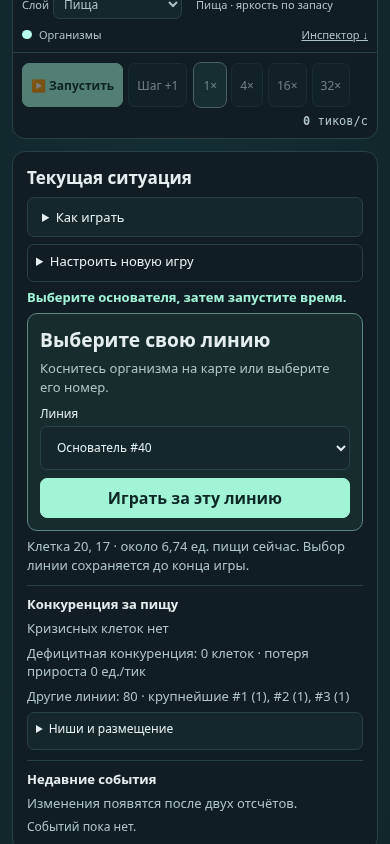 Слой Пища Пища · яркость по запасу
Организмы Инспектор ↓
▶️ Запустить Шаг +1 1× 4× 16× 32×
0 тиков/с
Текущая ситуация
▶ Как играть
▶ Настроить новую игру
Выберите основателя, затем запустите время.
Выберите свою линию
Коснитесь организма на карте или выберите
его номер.
Линия
Основатель #40
Играть за эту линию
Клетка 20, 17 · около 6,74 ед. пищи сейчас. Выбор
линии сохраняется до конца игры.
Конкуренция за пищу
Кризисных клеток нет
Дефицитная конкуренция: 0 клеток · потеря
прироста 0 ед./тик
Другие линии: 80 · крупнейшие #1 (1), #2 (1), #3 (1)
▶ Ниши и размещение
Недавние события
Изменения появятся после двух отсчётов.
Событий пока нет.